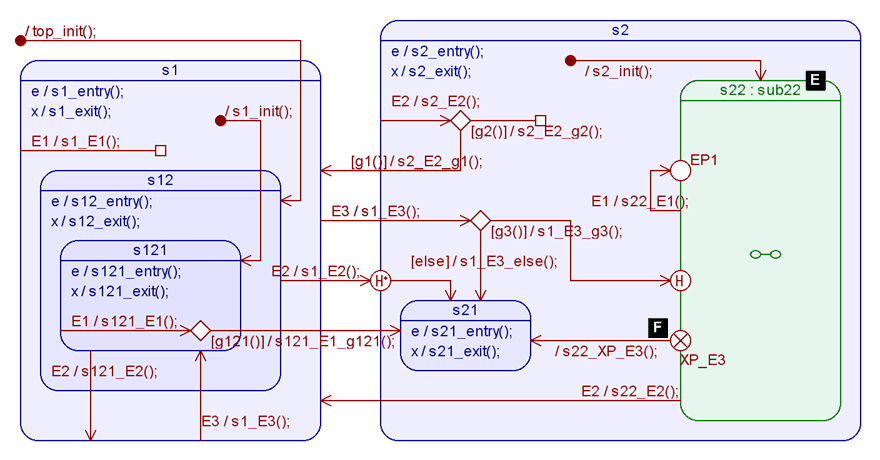 / top_init();
s1
e / s1_entry();
x / s1_exit();
/ s1_init();
E1 / s1_E1();
s12
e / s12_entry();
x / s12_exit();
s121
e / s121_entry();
x / s121_exit();
E1 / s121_E1();
[g121()] / s121_E1_g121();
E2 / s121_E2();
E3 / s1_E3();
s2
e / s2_entry();
x / s2_exit();
/ s2_init();
E2 / s2_E2();
[g2()] / s2_E2_g2();
[g1()] / s2_E2_g1();
E3 / s1_E3();
[g3()] / s1_E3_g3();
[else] / s1_E3_else();
E2 / s1_E2();
H*
s21
e / s21_entry();
x / s21_exit();
E
s22 : sub22
EP1
E1 / s22_E1();
H
F
/ s22_XP_E3();
XP_E3
E2 / s22_E2();